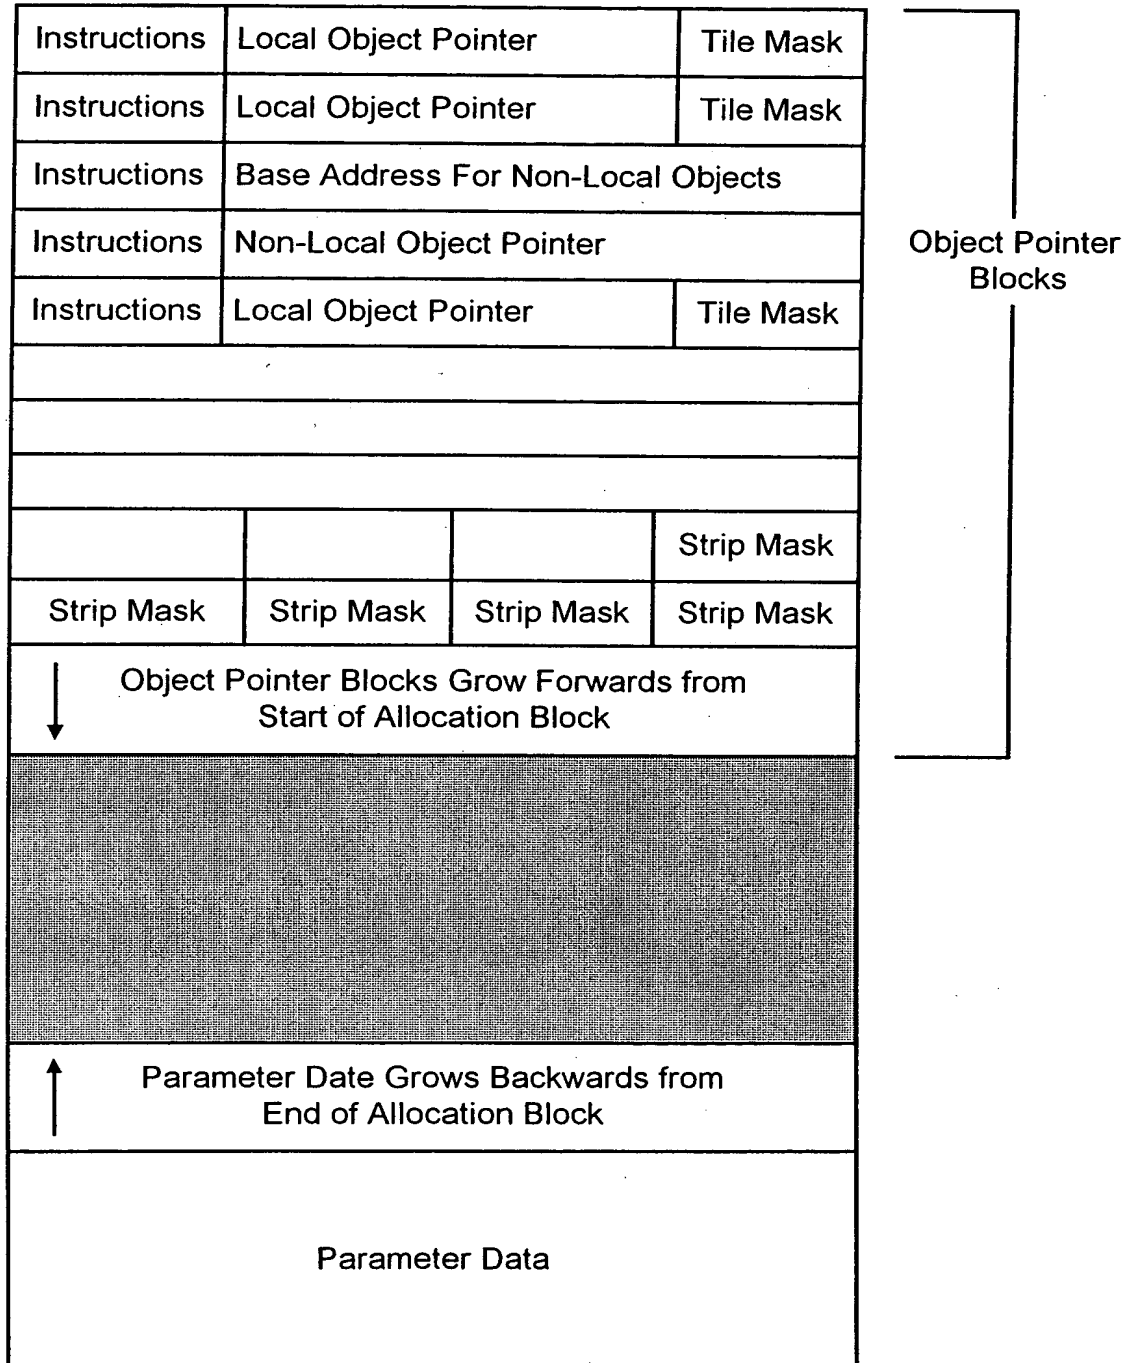 Instructions Local Object Pointer Tile Mask
Instructions Local Object Pointer Tile Mask
Instructions Base Address For Non-Local Objects
Instructions Non-Local Object Pointer
Object Pointer
Blocks
Instructions Local Object Pointer Tile Mask
Strip Mask
Strip Mask Strip Mask Strip Mask Strip Mask
Object Pointer Blocks Grow Forwards from
Start of Allocation Block
Parameter Date Grows Backwards from
End of Allocation Block
Parameter Data